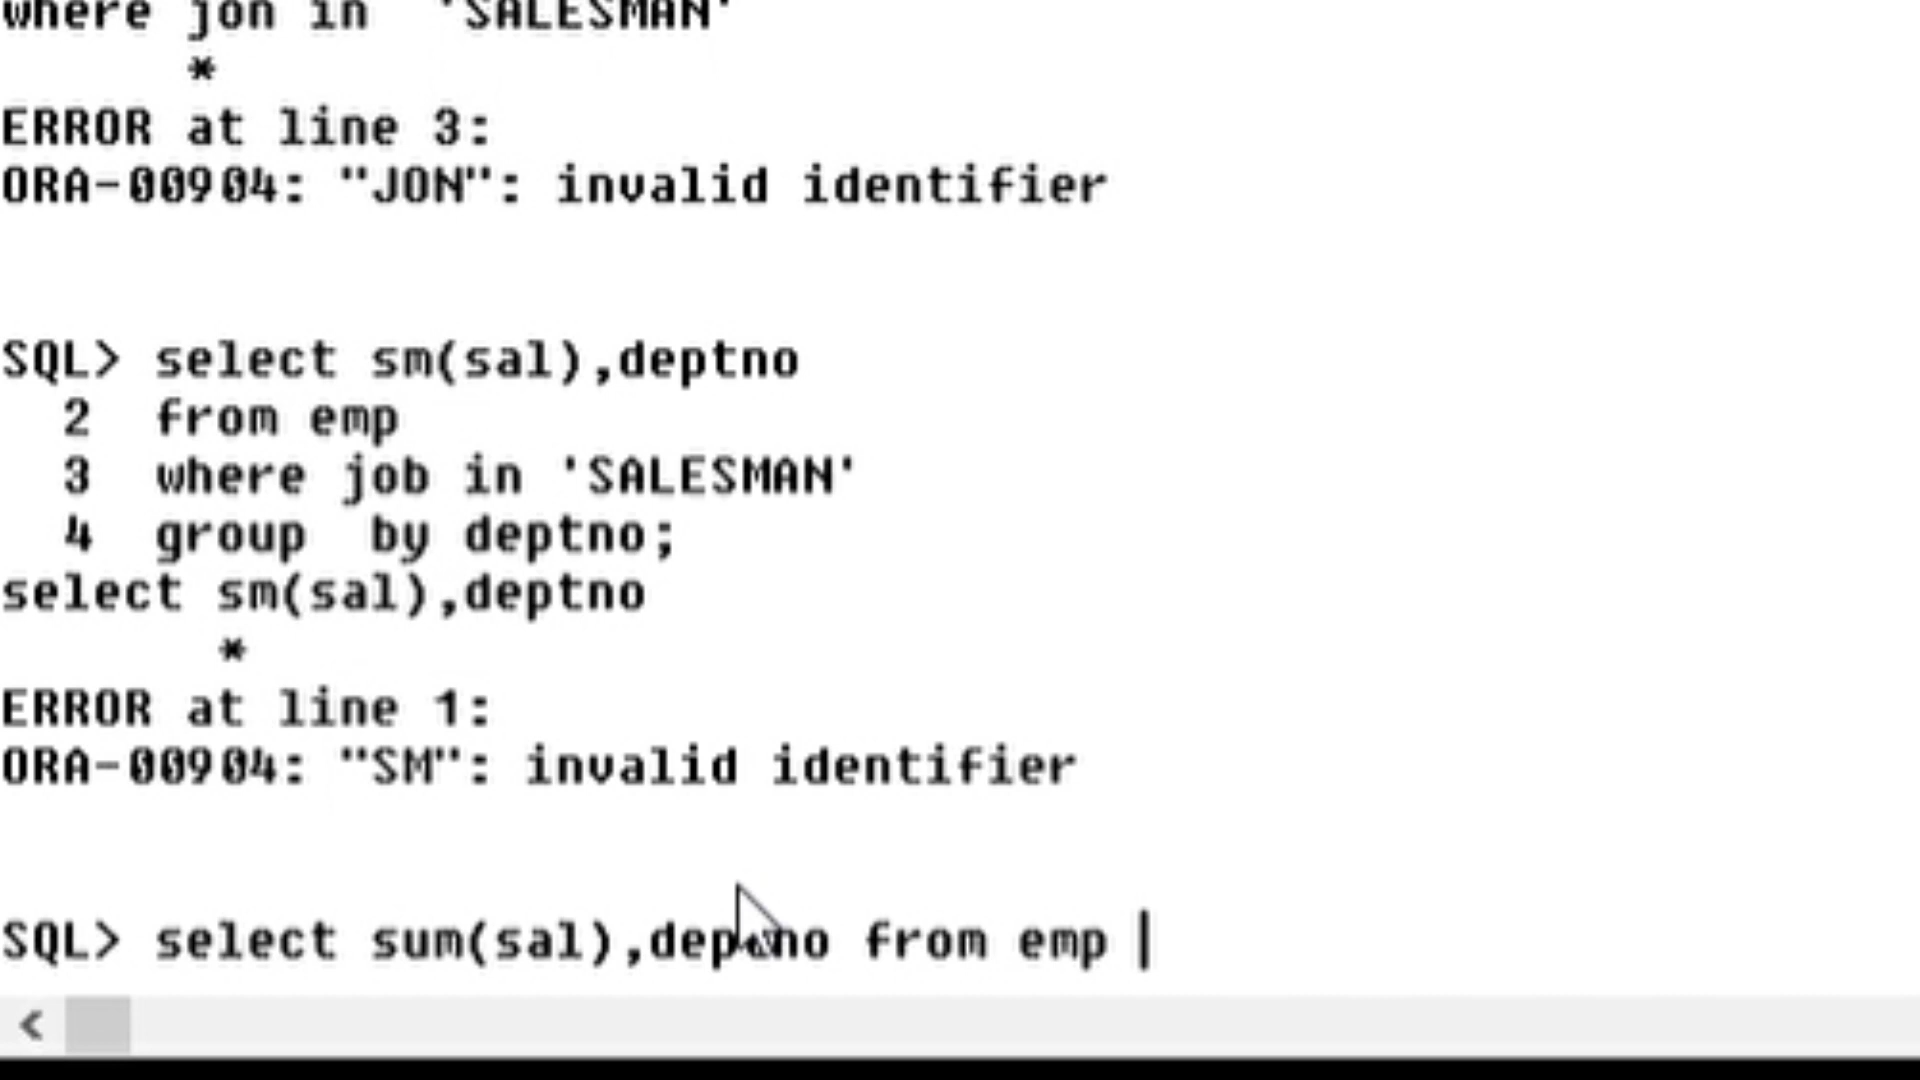 where jon in  'SALESMAN'
*
ERROR at line 3:
ORA-00904: "JON": invalid identifier
SQL> select sm(sal),deptno
2  from emp
3  where job in 'SALESMAN'
4  group  by deptno;
select sm(sal),deptno
*
ERROR at line 1:
ORA-00904: "SM": invalid identifier
SQL> select sum(sal),deptno from emp